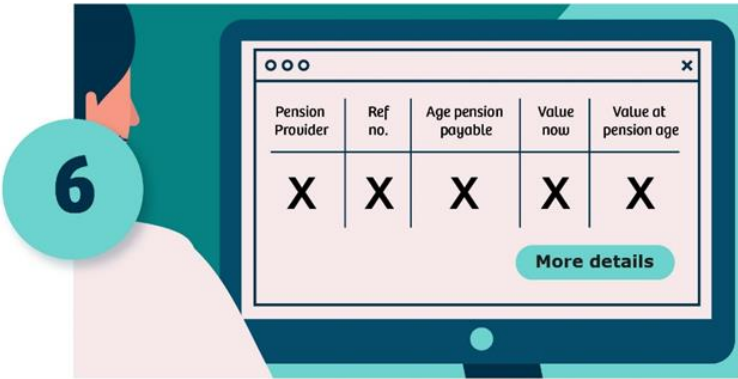 6
Pension Provider
Ref no.
Age pension payable
Value now
Value at pension age
X X X X X
More details